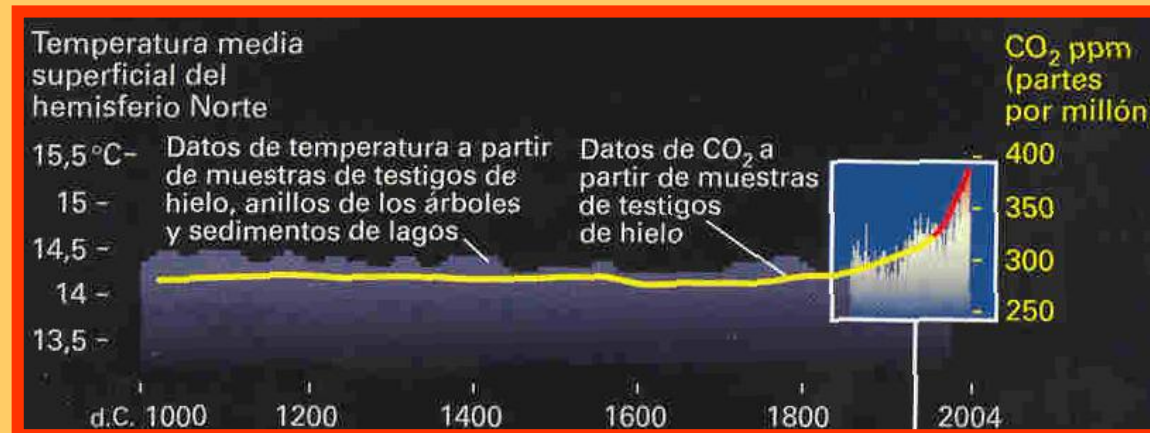 Temperatura media
superficial del
hemisferio Norte
CO₂ ppm
(partes
por millón
Datos de temperatura a partir
de muestras de testigos de
hielo, anillos de los árboles
y sedimentos de lagos
Datos de CO₂ a
partir de muestras
de testigos
de hielo
15,5 °C
15
14,5
14
13,5
400
350
300
250
d.C. 1000 1200 1400 1600 1800 2004